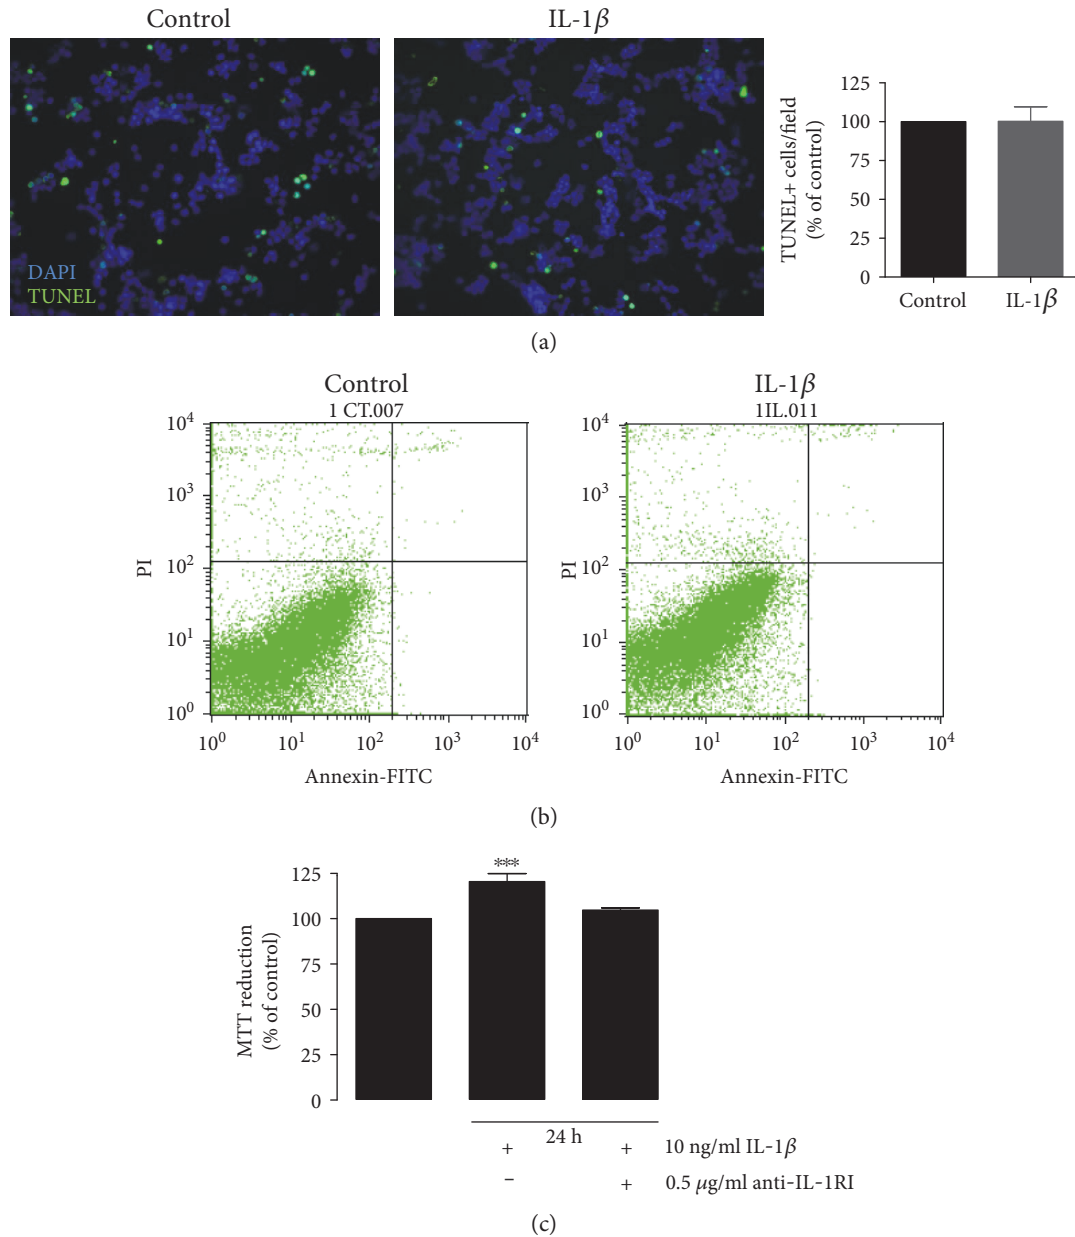 Control
IL-1β
DAPI
TUNEL
TUNEL+ cells/field
(% of control)
125
100
75
50
25
0
Control
IL-1β
(a)
Control
1 CT.007
IL-1β
1IL.011
PI
10⁴
10³
10²
10¹
10⁰
10⁰ 10¹ 10² 10³ 10⁴
Annexin-FITC
PI
10⁴
10³
10²
10¹
10⁰
10⁰ 10¹ 10² 10³ 10⁴
Annexin-FITC
(b)
MTT reduction
(% of control)
125
100
75
50
25
0
***
24 h
+ + 10 ng/ml IL-1β
− + 0.5 μg/ml anti-IL-1RI
(c)